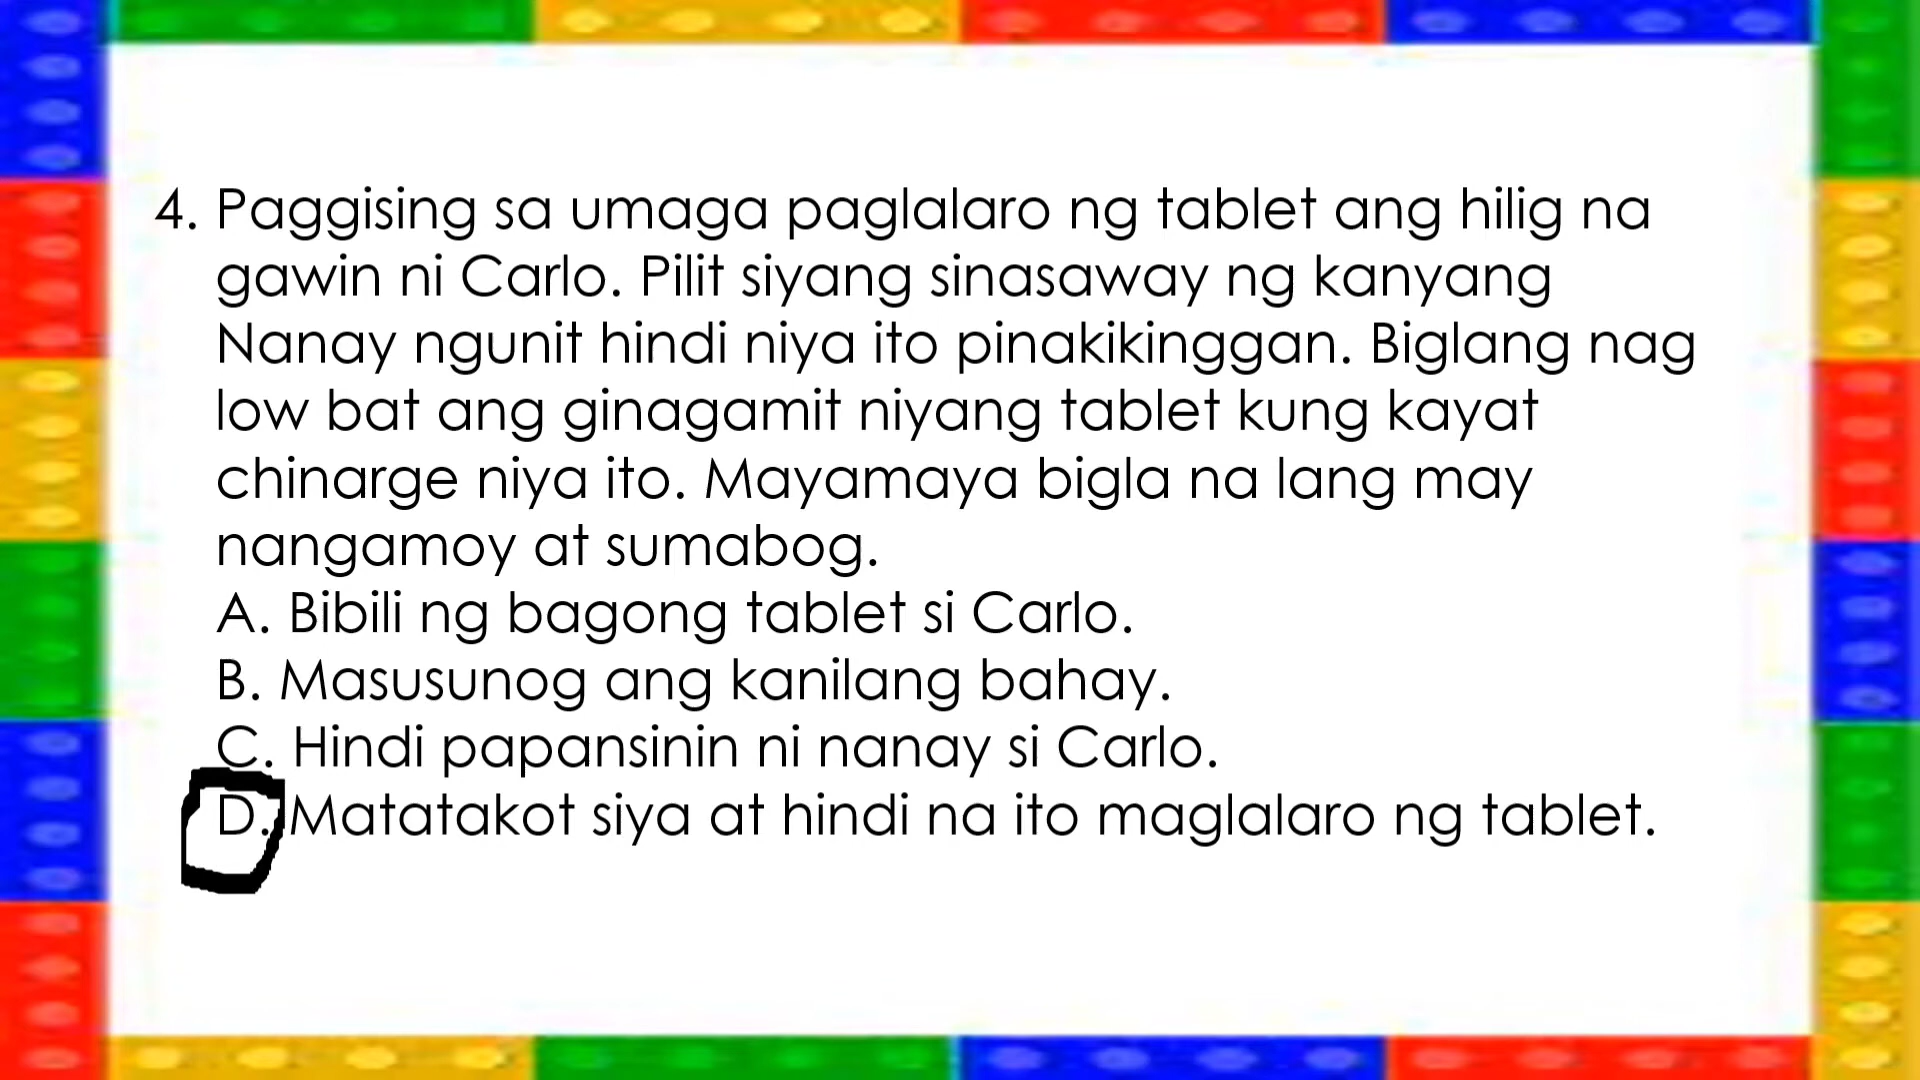 4. Paggising sa umaga paglalaro ng tablet ang hilig na
gawin ni Carlo. Pilit siyang sinasaway ng kanyang
Nanay ngunit hindi niya ito pinakikinggan. Biglang nag
low bat ang ginagamit niyang tablet kung kayat
chinarge niya ito. Mayamaya bigla na lang may
nangamoy at sumabog.
A. Bibili ng bagong tablet si Carlo.
B. Masusunog ang kanilang bahay.
C. Hindi papansinin ni nanay si Carlo.
D. Matatakot siya at hindi na ito maglalaro ng tablet.